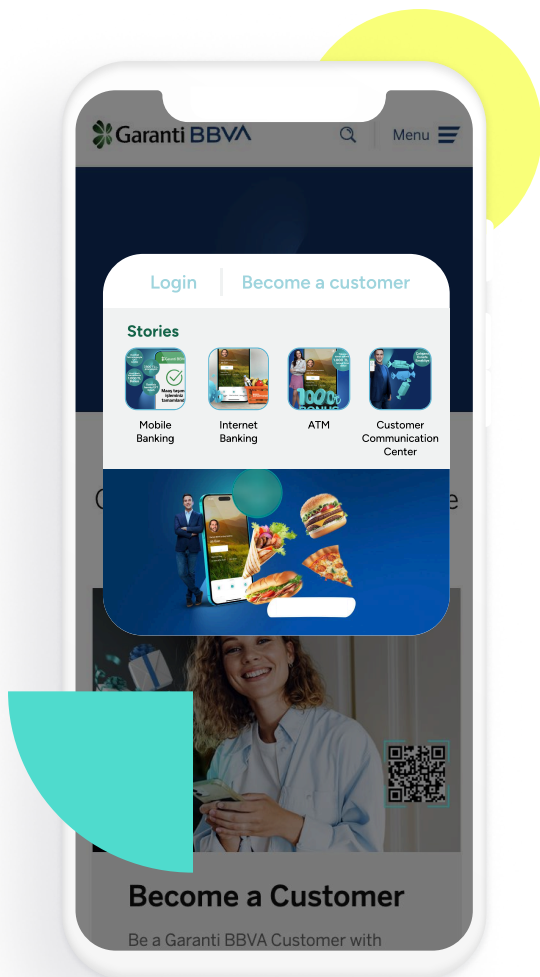 Garanti BBVA
Menu
Login
Become a customer
Stories
Mobile
Banking
Internet
Banking
ATM
Customer
Communication
Center
Become a Customer
Be a Garanti BBVA Customer with